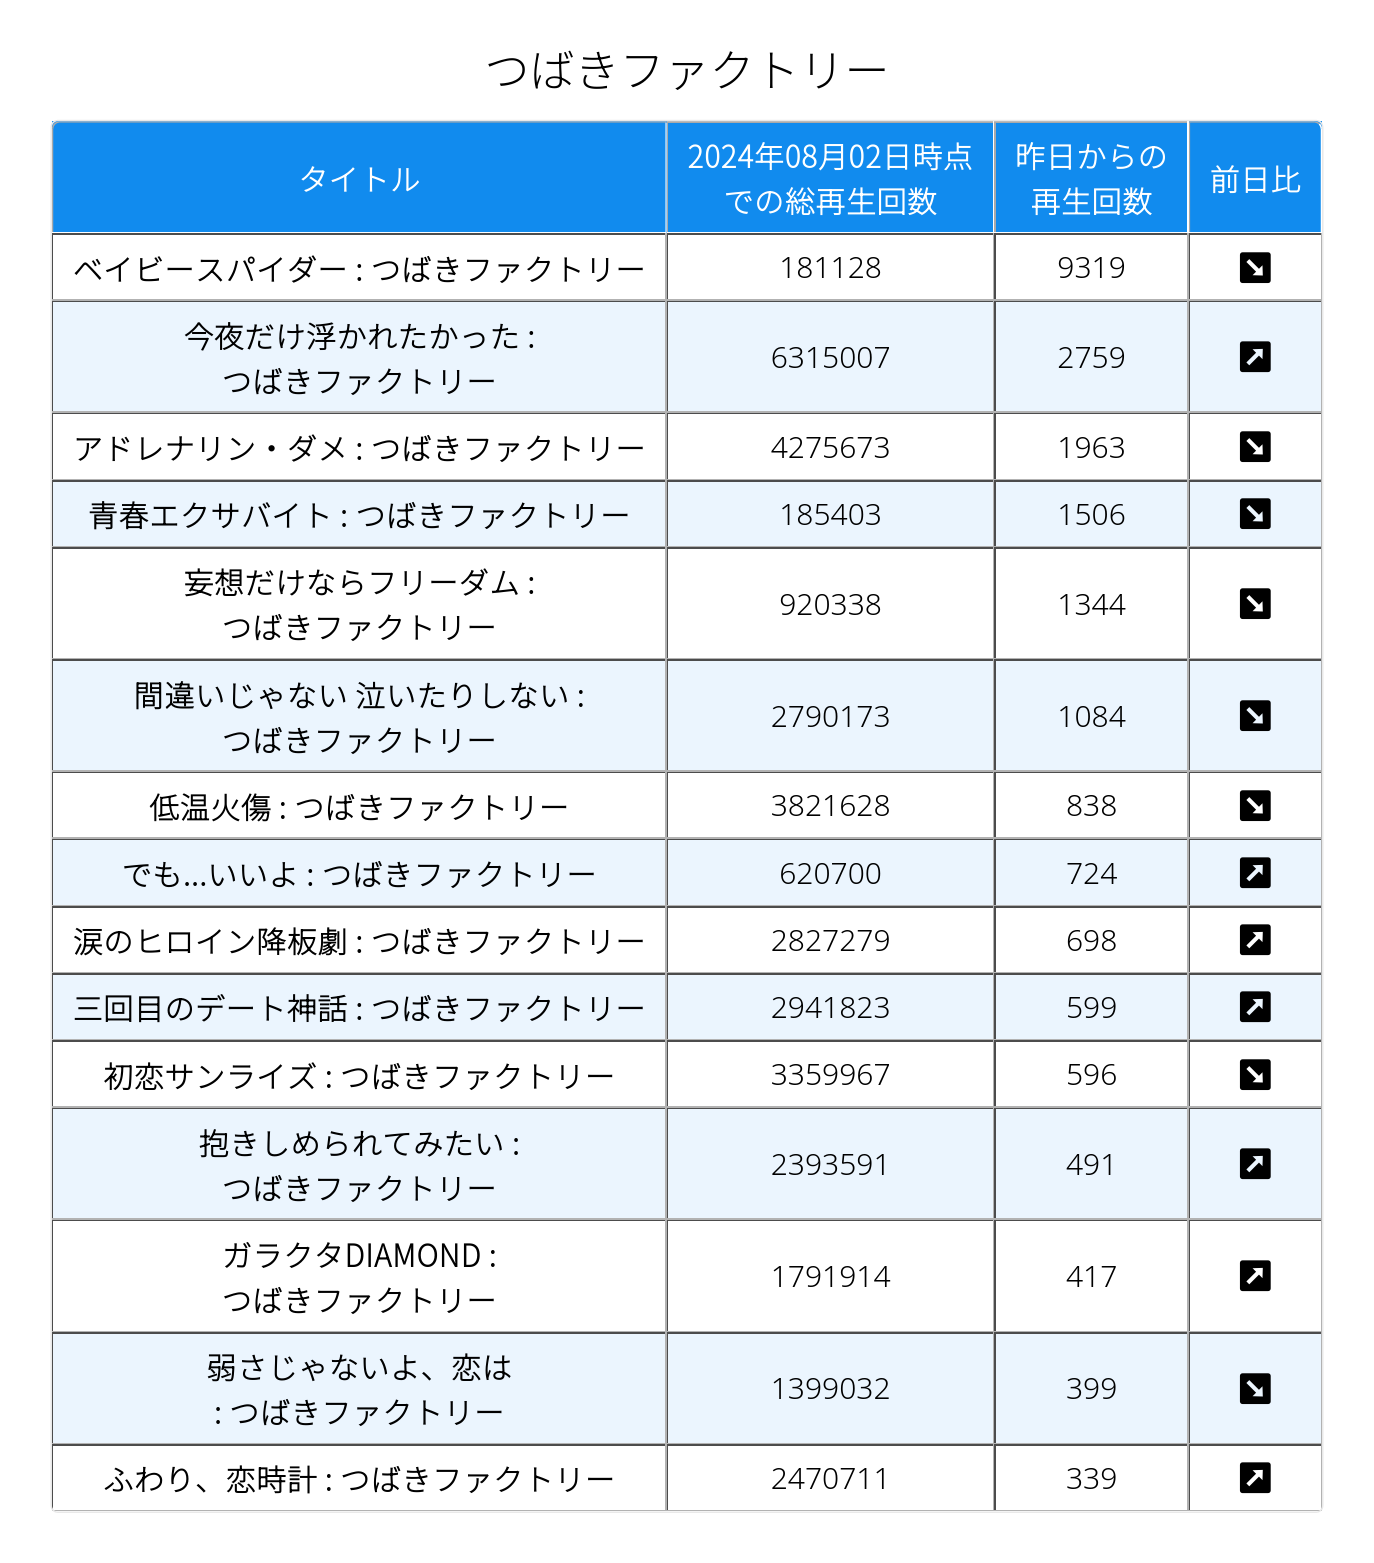 つばきファクトリー
タイトル
2024年08月02日時点
での総再生回数
昨日からの
再生回数
前日比
ベイビースパイダー : つばきファクトリー
181128
9319
今夜だけ浮かれたかった :
つばきファクトリー
6315007
2759
アドレナリン・ダメ : つばきファクトリー
4275673
1963
青春エクサバイト : つばきファクトリー
185403
1506
妄想だけならフリーダム :
つばきファクトリー
920338
1344
間違いじゃない 泣いたりしない :
つばきファクトリー
2790173
1084
低温火傷 : つばきファクトリー
3821628
838
でも...いいよ : つばきファクトリー
620700
724
涙のヒロイン降板劇 : つばきファクトリー
2827279
698
三回目のデート神話 : つばきファクトリー
2941823
599
初恋サンライズ : つばきファクトリー
3359967
596
抱きしめられてみたい :
つばきファクトリー
2393591
491
ガラクタDIAMOND :
つばきファクトリー
1791914
417
弱さじゃないよ、恋は
: つばきファクトリー
1399032
399
ふわり、恋時計 : つばきファクトリー
2470711
339